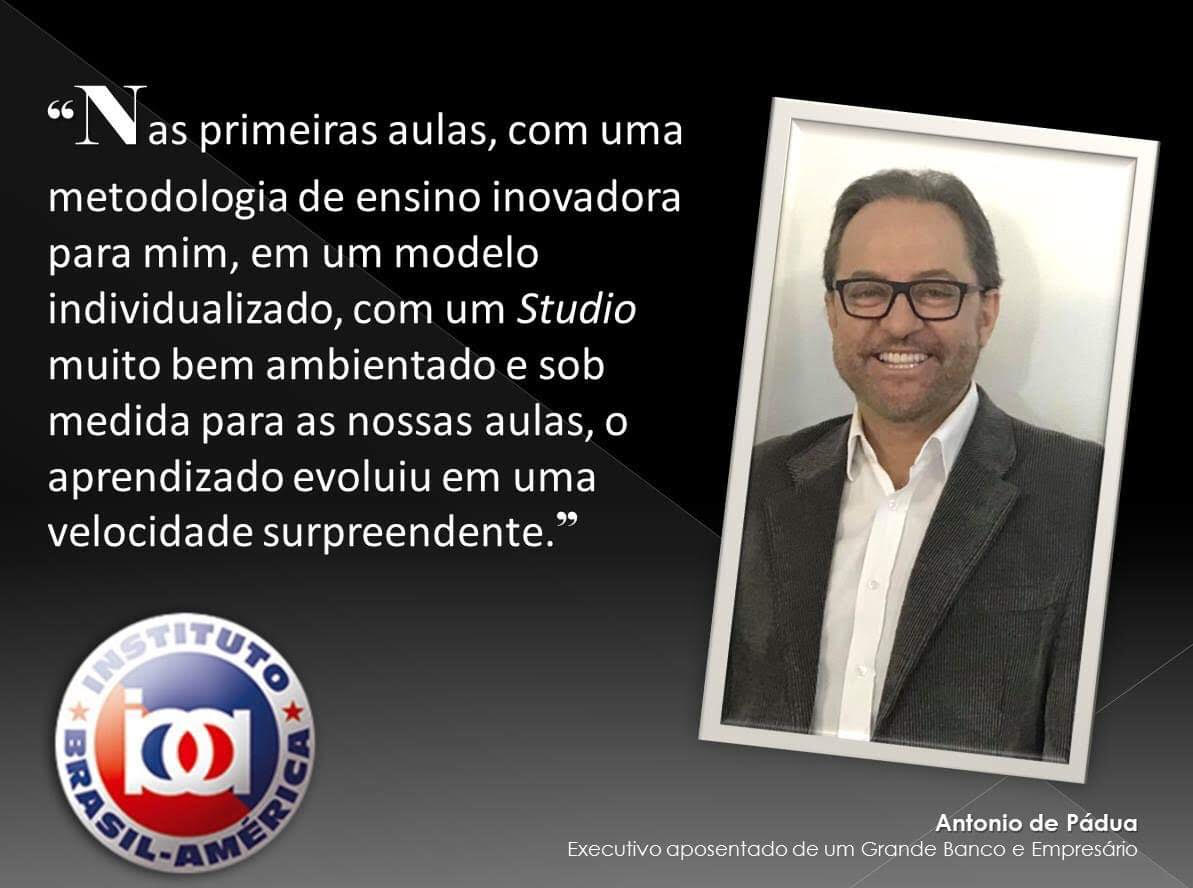 “Nas primeiras aulas, com uma
metodologia de ensino inovadora
para mim, em um modelo
individualizado, com um Studio
muito bem ambientado e sob
medida para as nossas aulas, o
aprendizado evoluiu em uma
velocidade surpreendente.”
INSTITUTO
iba
BRASIL-AMÉRICA
Antonio de Pádua
Executivo aposentado de um Grande Banco e Empresário